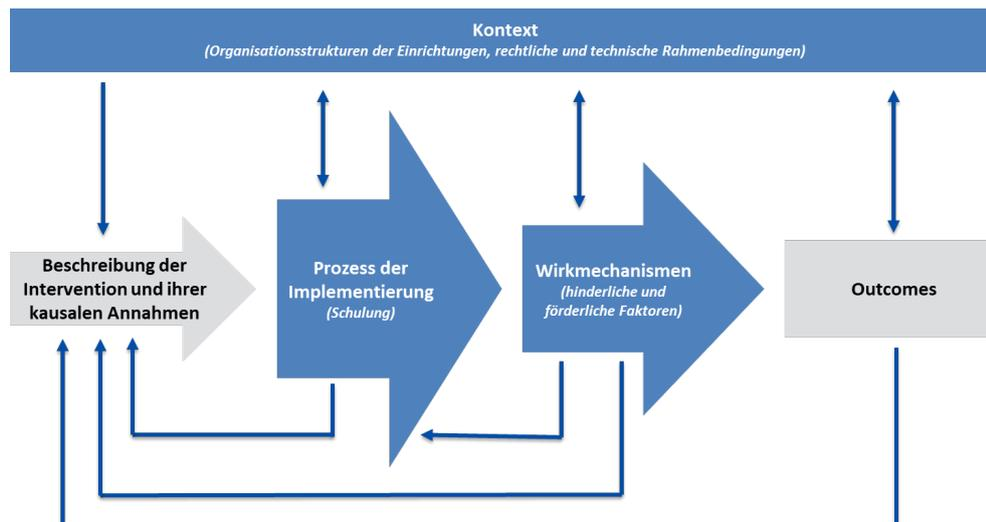 Kontext
(Organisationsstrukturen der Einrichtungen, rechtliche und technische Rahmenbedingungen)
Beschreibung der
Intervention und ihrer
kausalen Annahmen
Prozess der
Implementierung
(Schulung)
Wirkmechanismen
(hinderliche und
förderliche Faktoren)
Outcomes